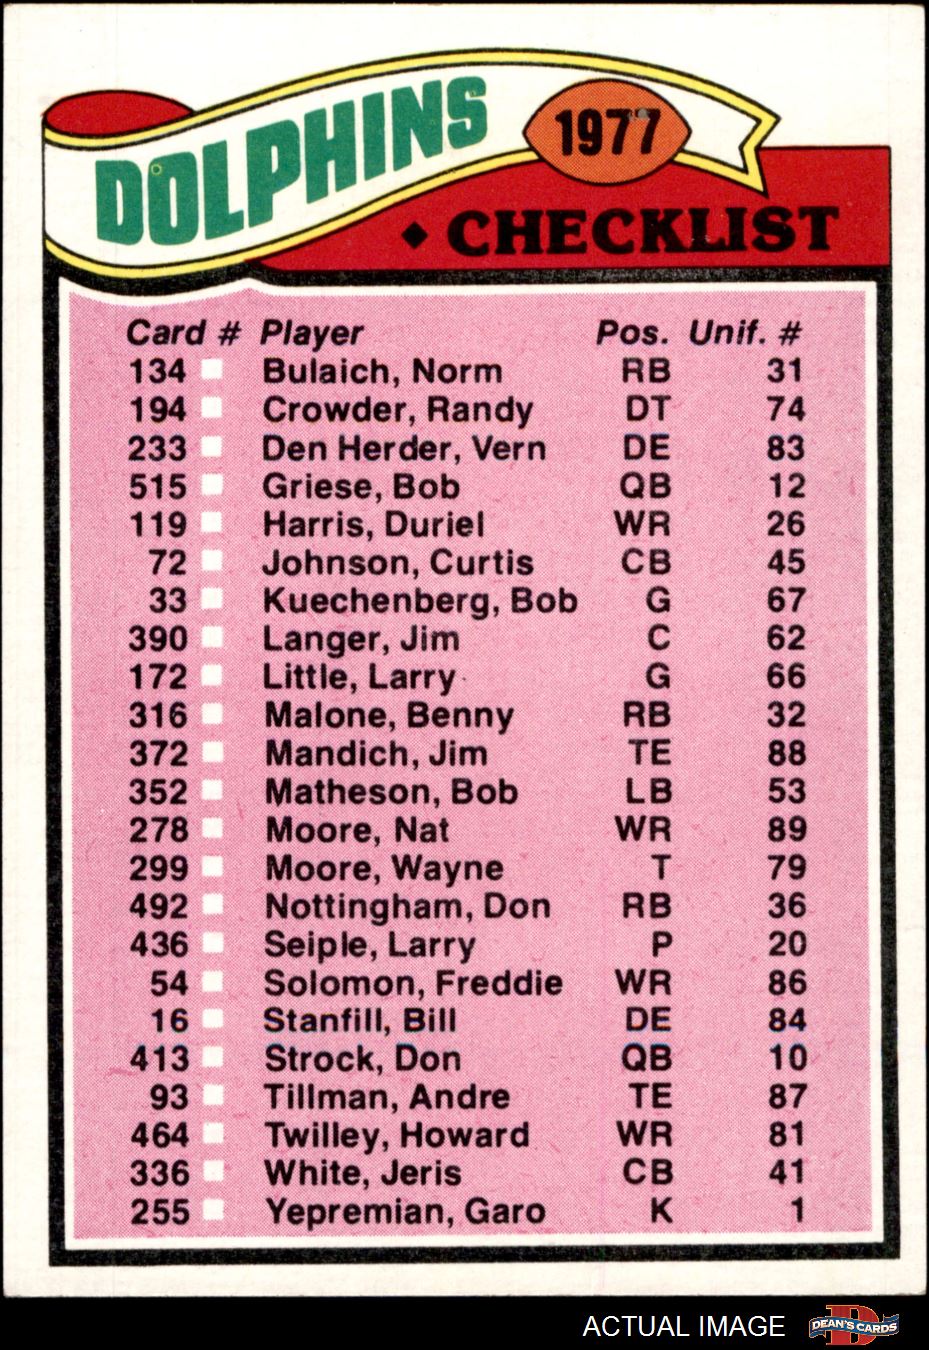 DOLPHINS
1977
◆ CHECKLIST
Card # Player Pos. Unif. #
134 Bulaich, Norm RB 31
194 Crowder, Randy DT 74
233 Den Herder, Vern DE 83
515 Griese, Bob QB 12
119 Harris, Duriel WR 26
72 Johnson, Curtis CB 45
33 Kuechenberg, Bob G 67
390 Langer, Jim C 62
172 Little, Larry G 66
316 Malone, Benny RB 32
372 Mandich, Jim TE 88
352 Matheson, Bob LB 53
278 Moore, Nat WR 89
299 Moore, Wayne T 79
492 Nottingham, Don RB 36
436 Seiple, Larry P 20
54 Solomon, Freddie WR 86
16 Stanfill, Bill DE 84
413 Strock, Don QB 10
93 Tillman, Andre TE 87
464 Twilley, Howard WR 81
336 White, Jeris CB 41
255 Yepremian, Garo K 1
ACTUAL IMAGE
D
DEAN'S CARDS